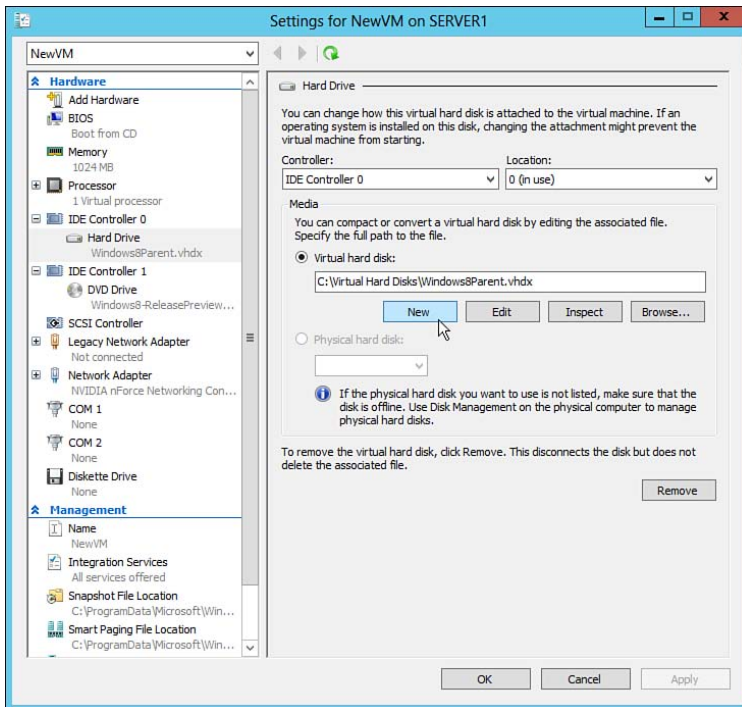 Settings for NewVM on SERVER1
NewVM
Hardware
Add Hardware
BIOS
Boot from CD
Memory
1024 MB
Processor
1 Virtual processor
IDE Controller 0
Hard Drive
Windows8Parent.vhdx
IDE Controller 1
DVD Drive
Windows8-ReleasePreview...
SCSI Controller
Legacy Network Adapter
Not connected
Network Adapter
NVIDIA nForce Networking Con...
COM 1
None
COM 2
None
Diskette Drive
None
Management
Name
NewVM
Integration Services
All services offered
Snapshot File Location
C:\ProgramData\Microsoft\Win...
Smart Paging File Location
C:\ProgramData\Microsoft\Win...
Hard Drive
You can change how this virtual hard disk is attached to the virtual machine. If an
operating system is installed on this disk, changing the attachment might prevent the
virtual machine from starting.
Controller: Location:
IDE Controller 0 0 (in use)
Media
You can compact or convert a virtual hard disk by editing the associated file.
Specify the full path to the file.
Virtual hard disk:
C:\Virtual Hard Disks\Windows8Parent.vhdx
New Edit Inspect Browse...
Physical hard disk:
If the physical hard disk you want to use is not listed, make sure that the
disk is offline. Use Disk Management on the physical computer to manage
physical hard disks.
To remove the virtual hard disk, click Remove. This disconnects the disk but does not
delete the associated file.
Remove
OK Cancel Apply